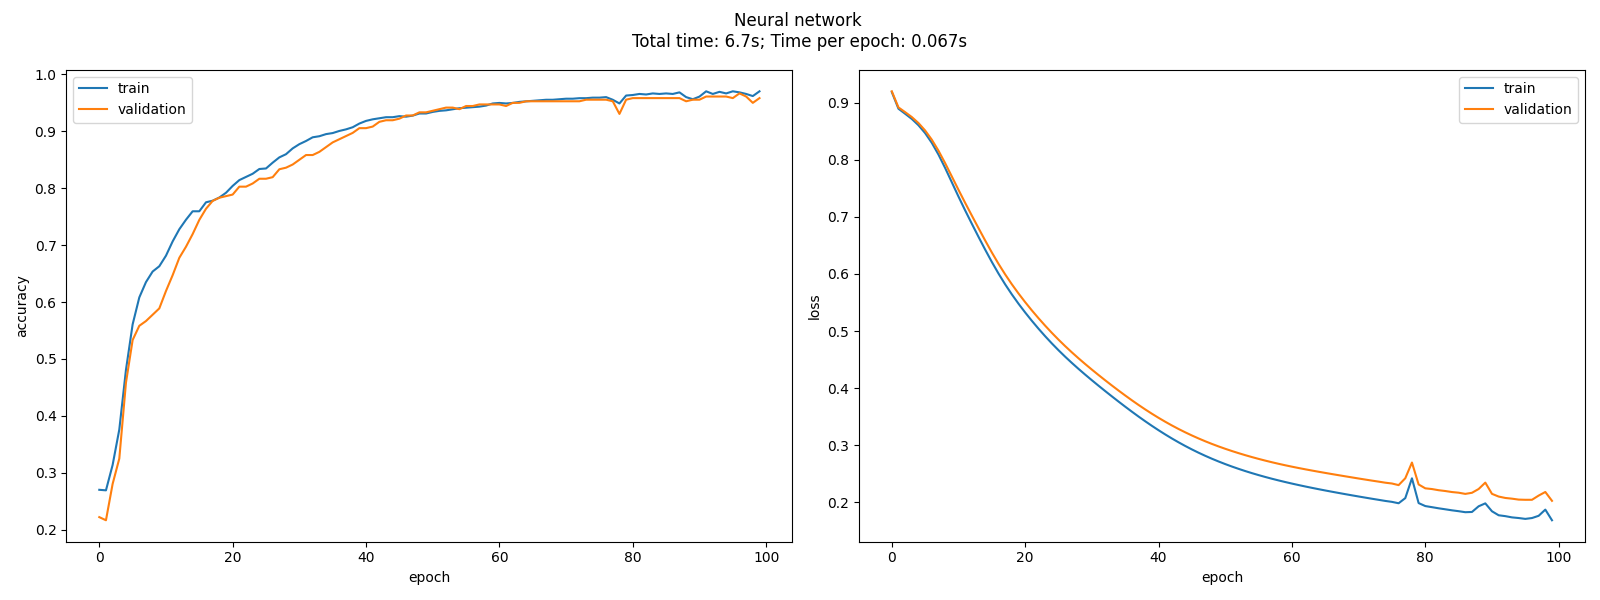 Neural network
Total time: 6.7s; Time per epoch: 0.067s
train
validation
accuracy
1.0
0.9
0.8
0.7
0.6
0.5
0.4
0.3
0.2
0
20
40
60
80
100
epoch
train
validation
loss
0.9
0.8
0.7
0.6
0.5
0.4
0.3
0.2
0
20
40
60
80
100
epoch